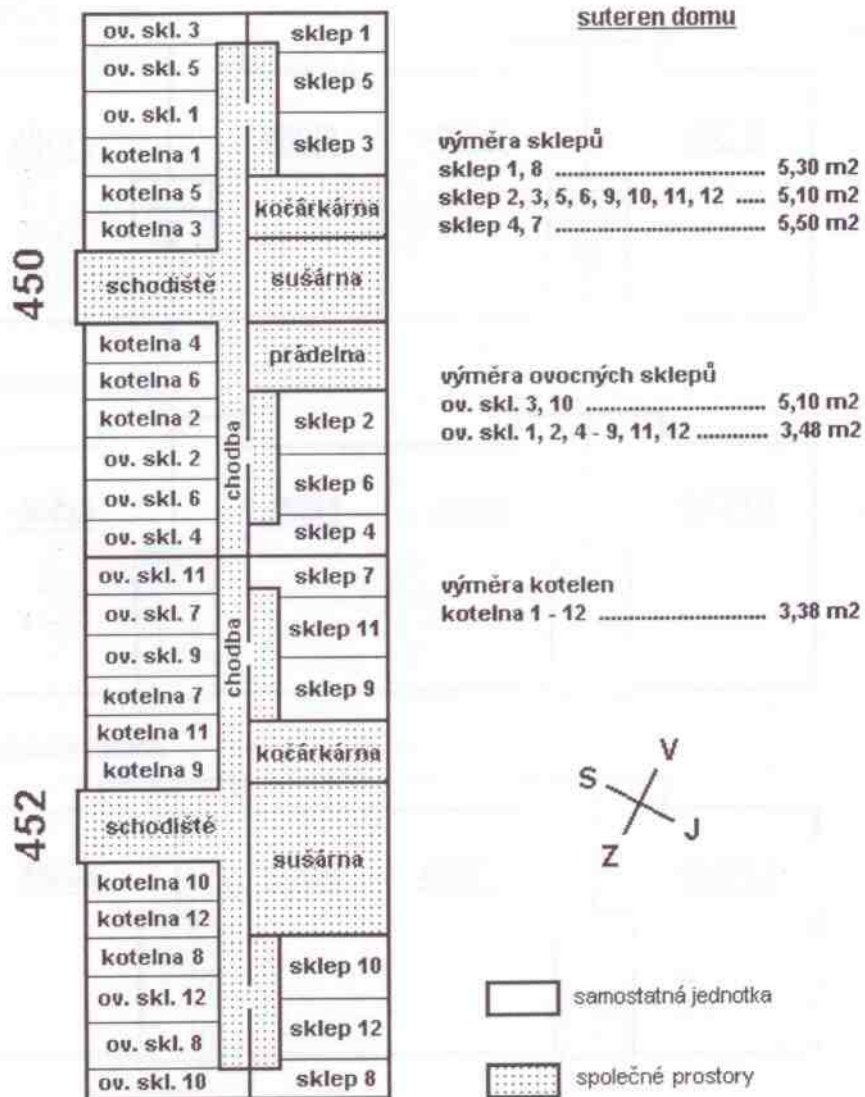 suteren domu
ov. skl. 3
ov. skl. 5
ov. skl. 1
kotelna 1
kotelna 5
kotelna 3
schodiště
kotelna 4
kotelna 6
kotelna 2
ov. skl. 2
ov. skl. 6
ov. skl. 4
ov. skl. 11
ov. skl. 7
ov. skl. 9
kotelna 7
kotelna 11
kotelna 9
schodiště
kotelna 10
kotelna 12
kotelna 8
ov. skl. 12
ov. skl. 8
ov. skl. 10
450
452
chodba
chodba
sklep 1
sklep 5
sklep 3
kočárkárna
sušárna
prádelna
sklep 2
sklep 6
sklep 4
sklep 7
sklep 11
sklep 9
kočárkárna
sušárna
sklep 10
sklep 12
sklep 8
výměra sklepů
sklep 1, 8 .............................. 5,30 m2
sklep 2, 3, 5, 6, 9, 10, 11, 12 ..... 5,10 m2
sklep 4, 7 .............................. 5,50 m2
výměra ovocných sklepů
ov. skl. 3, 10 ........................... 5,10 m2
ov. skl. 1, 2, 4 - 9, 11, 12 ............ 3,48 m2
výměra kotelen
kotelna 1 - 12 .......................... 3,38 m2
V
S
J
Z
samostatná jednotka
společné prostory